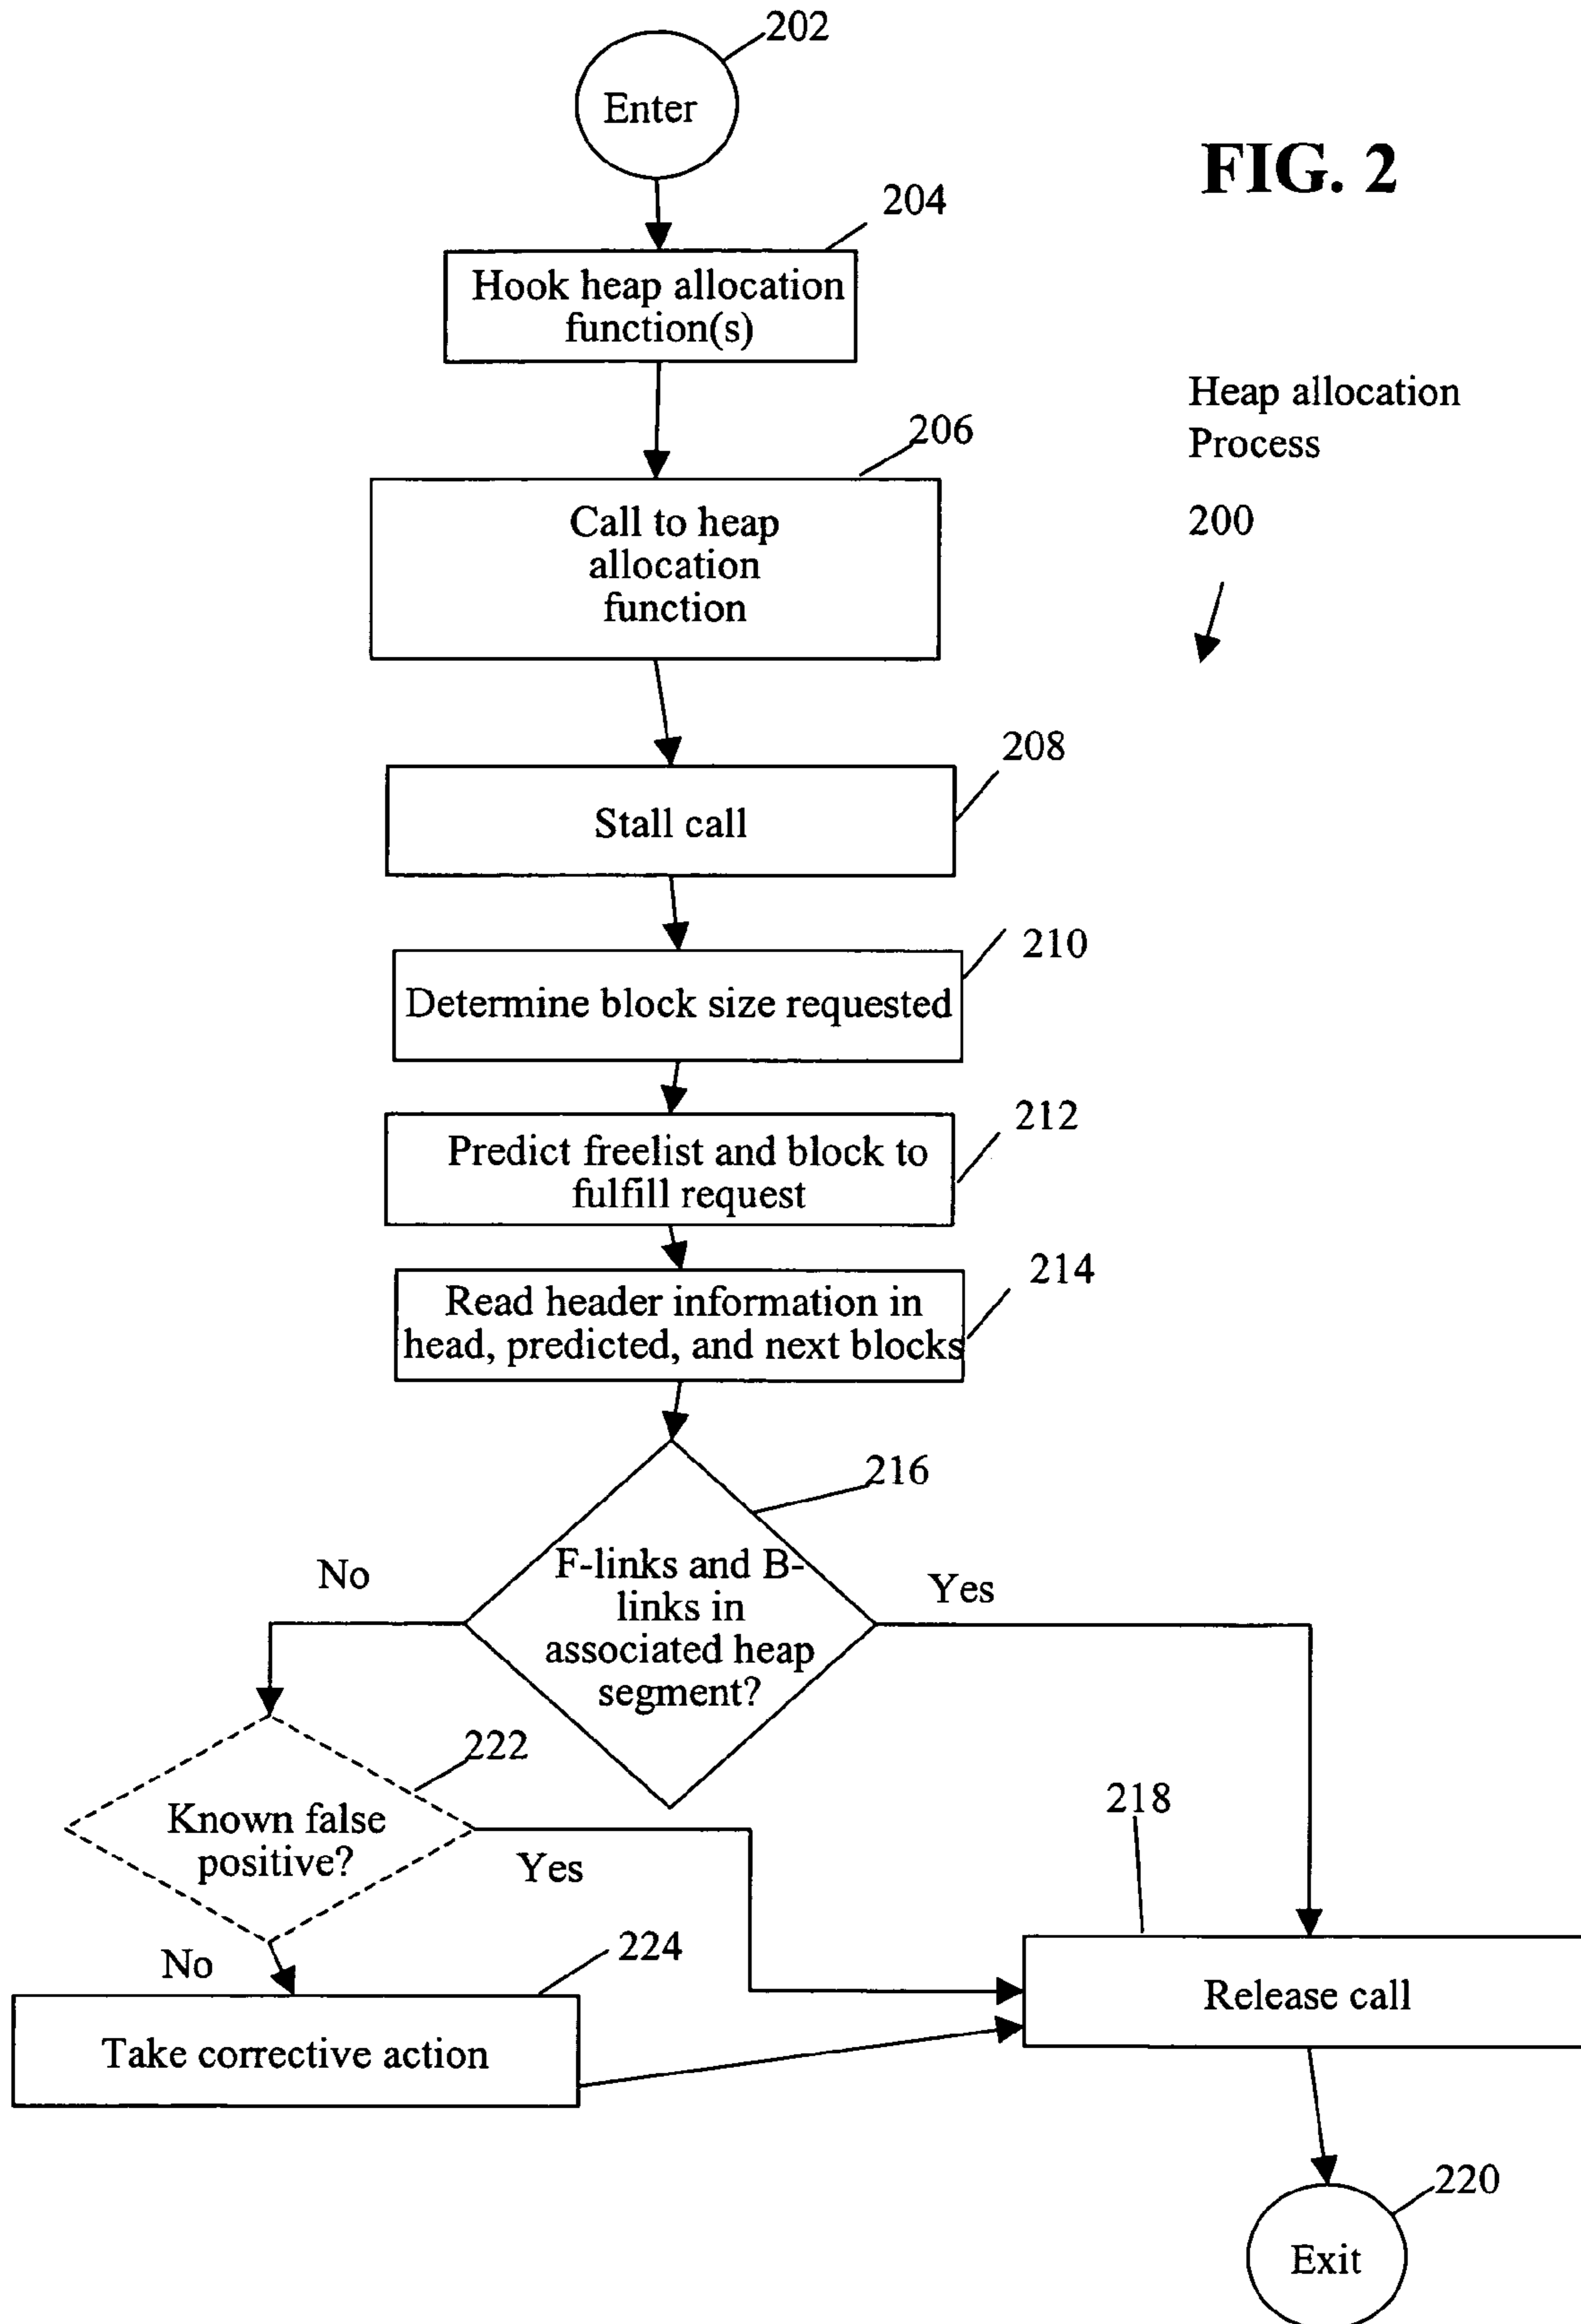 202
Enter
FIG. 2
204
Hook heap allocation
function(s)
Heap allocation
Process
200
206
Call to heap
allocation
function
208
Stall call
210
Determine block size requested
212
Predict freelist and block to
fulfill request
214
Read header information in
head, predicted, and next blocks
216
F-links and B-
links in
associated heap
segment?
No
Yes
222
Known false
positive?
Yes
No
218
Release call
224
Take corrective action
220
Exit